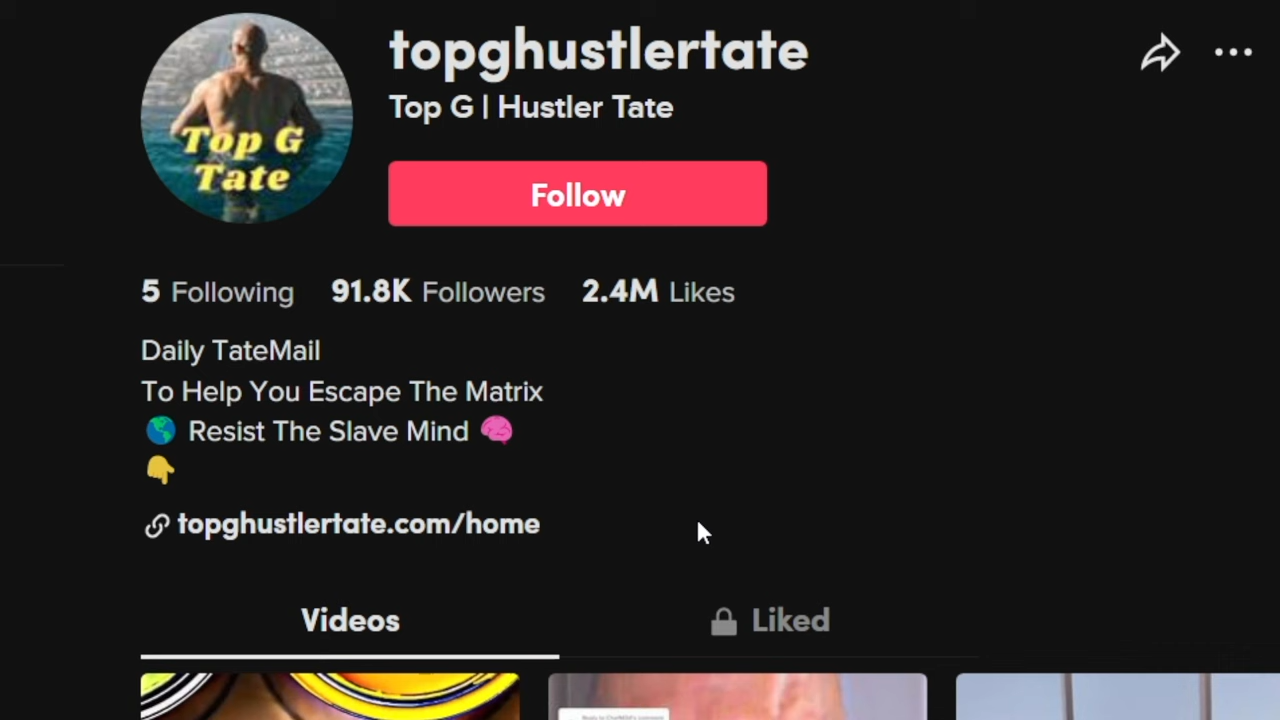 topghustlertate
Top G | Hustler Tate
Top G
Tate
Follow
5 Following 91.8K Followers 2.4M Likes
Daily TateMail
To Help You Escape The Matrix
🌎 Resist The Slave Mind 🧠
👇
topghustlertate.com/home
Videos
Liked